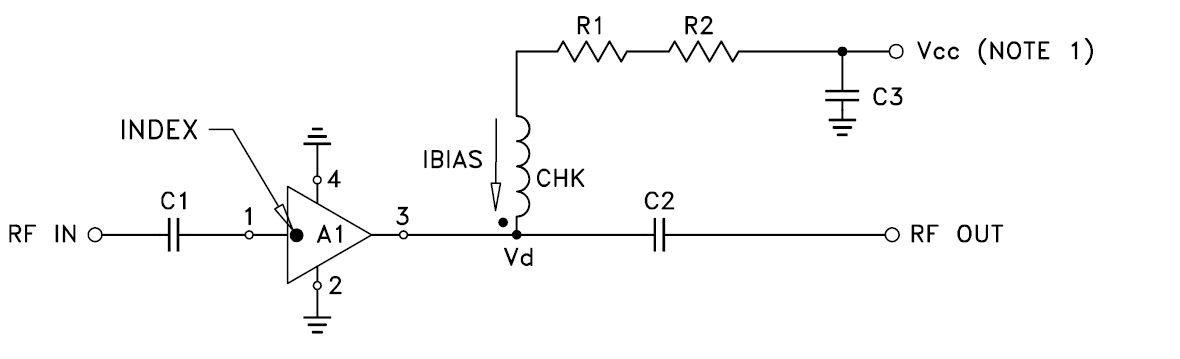 R1 R2
Vcc (NOTE 1)
C3
INDEX
IBIAS
CHK
4
C1
1
3
C2
RF IN
A1
RF OUT
Vd
2